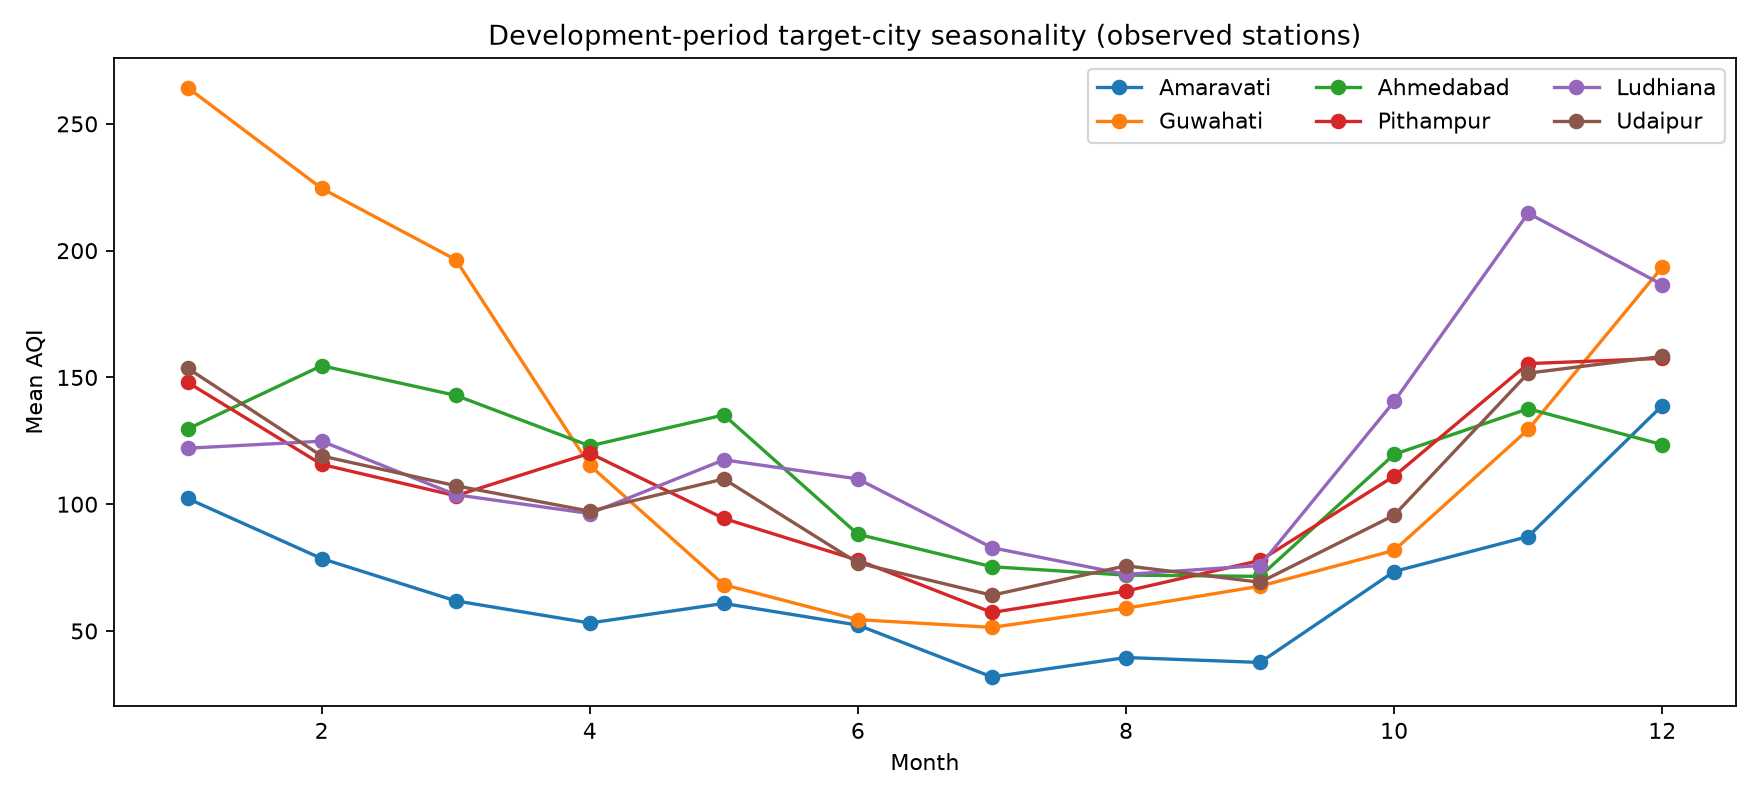 Development-period target-city seasonality (observed stations)
Amaravati
Guwahati
Ahmedabad
Pithampur
Ludhiana
Udaipur
Mean AQI
250
200
150
100
50
2 4 6 8 10 12
Month